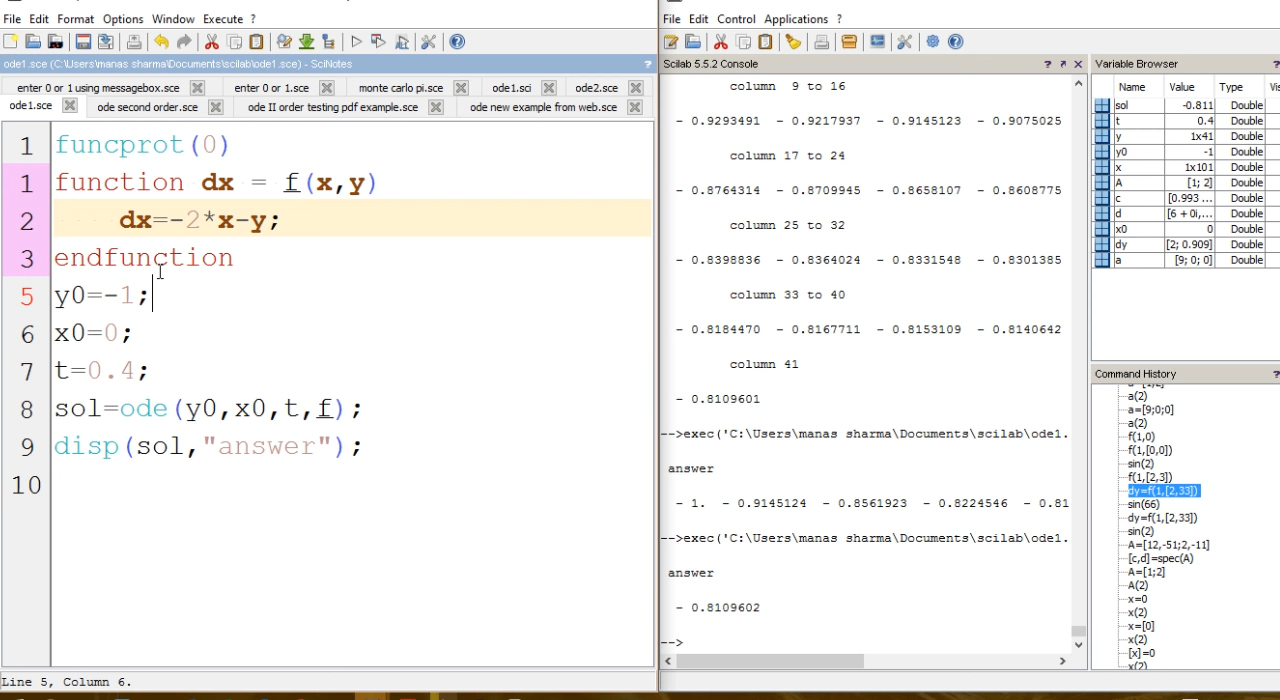 File Edit Format Options Window Execute ?
ode1.sce (C:\Users\manas sharma\Documents\scilab\ode1.sce) - SciNotes ?
enter 0 or 1 using messagebox.sce enter 0 or 1.sce monte carlo pi.sce ode1.sci ode2.sce
ode1.sce ode second order.sce ode II order testing pdf example.sce ode new example from web.sce
1 funcprot(0)
1 function dx = f(x,y)
2 dx=-2*x-y;
3 endfunction
5 y0=-1;
6 x0=0;
7 t=0.4;
8 sol=ode(y0,x0,t,f);
9 disp(sol,"answer");
10
Line 5, Column 6.
File Edit Control Applications ?
Scilab 5.5.2 Console ?
column 9 to 16
- 0.9293491 - 0.9217937 - 0.9145123 - 0.9075025
column 17 to 24
- 0.8764314 - 0.8709945 - 0.8658107 - 0.8608775
column 25 to 32
- 0.8398836 - 0.8364024 - 0.8331548 - 0.8301385
column 33 to 40
- 0.8184470 - 0.8167711 - 0.8153109 - 0.8140642
column 41
- 0.8109601
-->exec('C:\Users\manas sharma\Documents\scilab\ode1.
answer
- 1. - 0.9145124 - 0.8561923 - 0.8224546 - 0.81
-->exec('C:\Users\manas sharma\Documents\scilab\ode1.
answer
- 0.8109602
-->
Variable Browser ?
Name Value Type Vis
sol -0.811 Double
t 0.4 Double
y 1x41 Double
y0 -1 Double
x 1x101 Double
A [1; 2] Double
c [0.993 ... Double
d [6 + 0i,... Double
x0 0 Double
dy [2; 0.909] Double
a [9; 0; 0] Double
Command History ?
a(2)
a=[9;0;0]
a(2)
f(1,0)
f(1,[0,0])
sin(2)
f(1,[2,3])
dy=f(1,[2,33])
sin(66)
dy=f(1,[2,33])
sin(2)
A=[12,-51;2,-11]
[c,d]=spec(A)
A=[1;2]
A(2)
x=0
x(2)
x=[0]
x(2)
[x]=0
x(2)